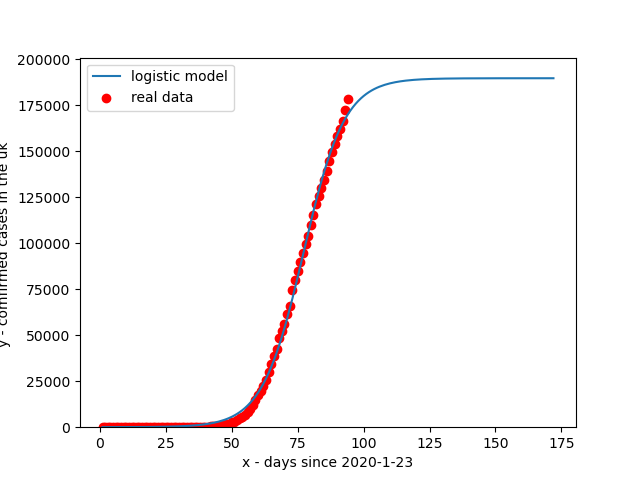 200000
175000
150000
125000
100000
75000
50000
25000
0
y - comfirmed cases in the uk
logistic model
real data
0 25 50 75 100 125 150 175
x - days since 2020-1-23